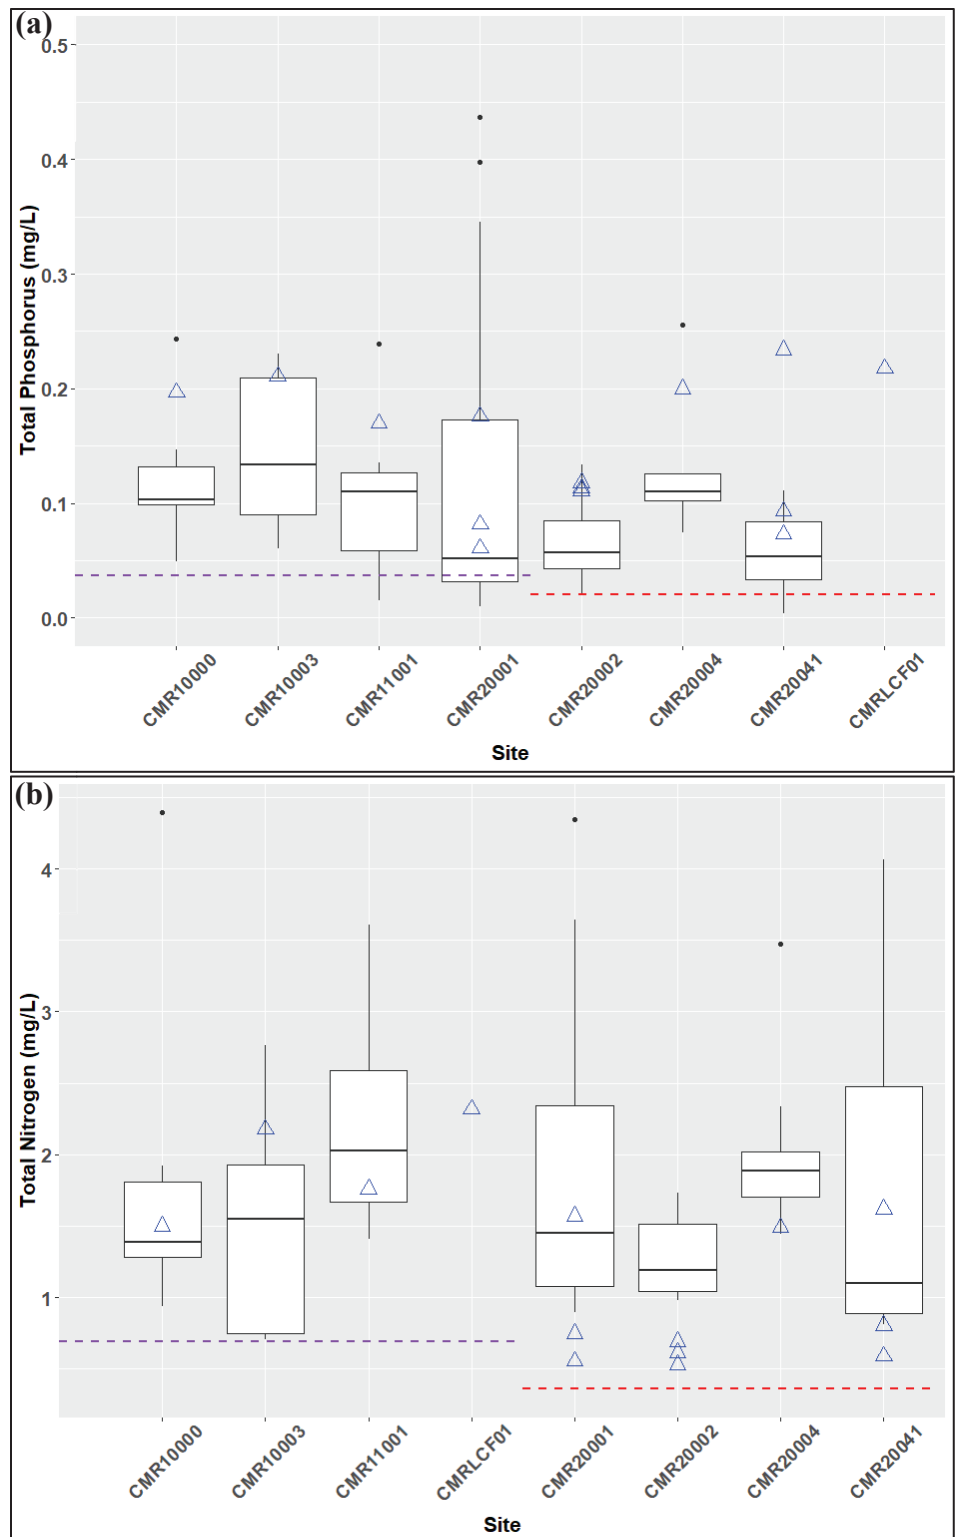 (a)
Total Phosphorus (mg/L)
0.5
0.4
0.3
0.2
0.1
0.0
CMR10000
CMR10003
CMR11001
CMR20001
CMR20002
CMR20004
CMR20041
CMRLCF01
Site
(b)
Total Nitrogen (mg/L)
4
3
2
1
CMR10000
CMR10003
CMR11001
CMRLCF01
CMR20001
CMR20002
CMR20004
CMR20041
Site